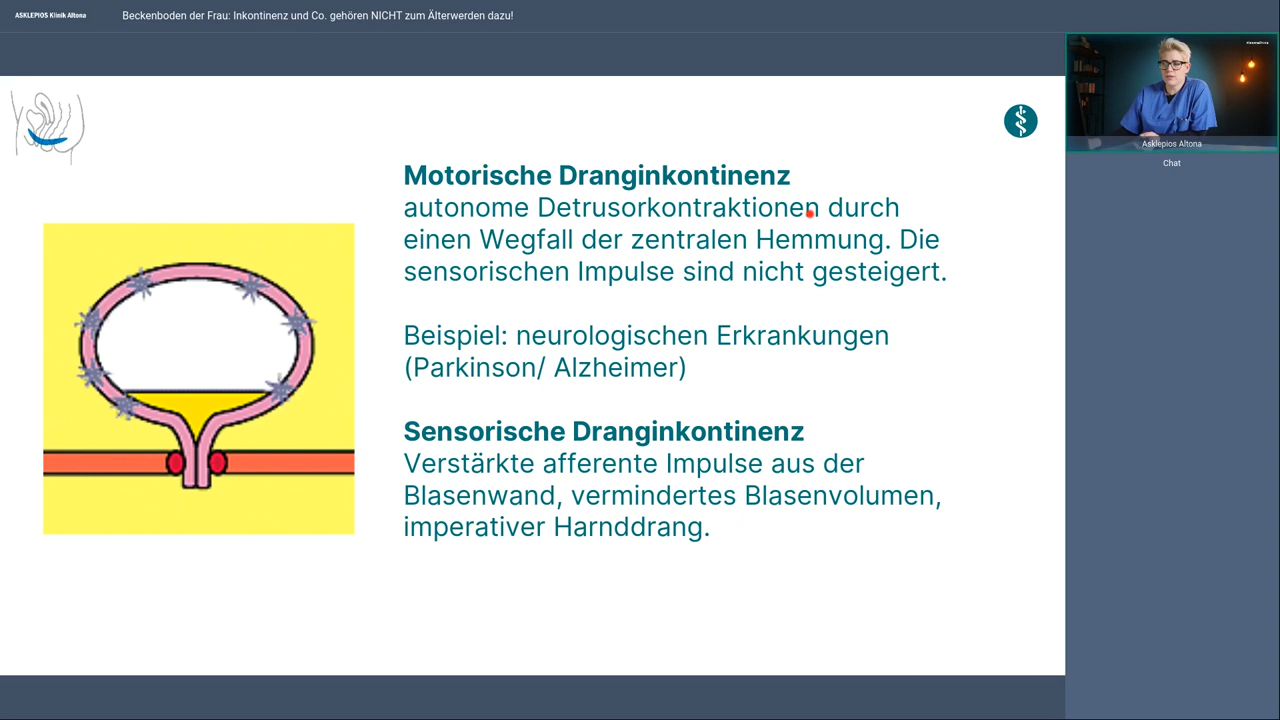 ASKLEPIOS Klinik Altona
Beckenboden der Frau: Inkontinenz und Co. gehören NICHT zum Älterwerden dazu!
Asklepios Altona
Chat
Motorische Dranginkontinenz
autonome Detrusorkontraktionen durch
einen Wegfall der zentralen Hemmung. Die
sensorischen Impulse sind nicht gesteigert.
Beispiel: neurologischen Erkrankungen
(Parkinson/ Alzheimer)
Sensorische Dranginkontinenz
Verstärkte afferente Impulse aus der
Blasenwand, vermindertes Blasenvolumen,
imperativer Harnddrang.